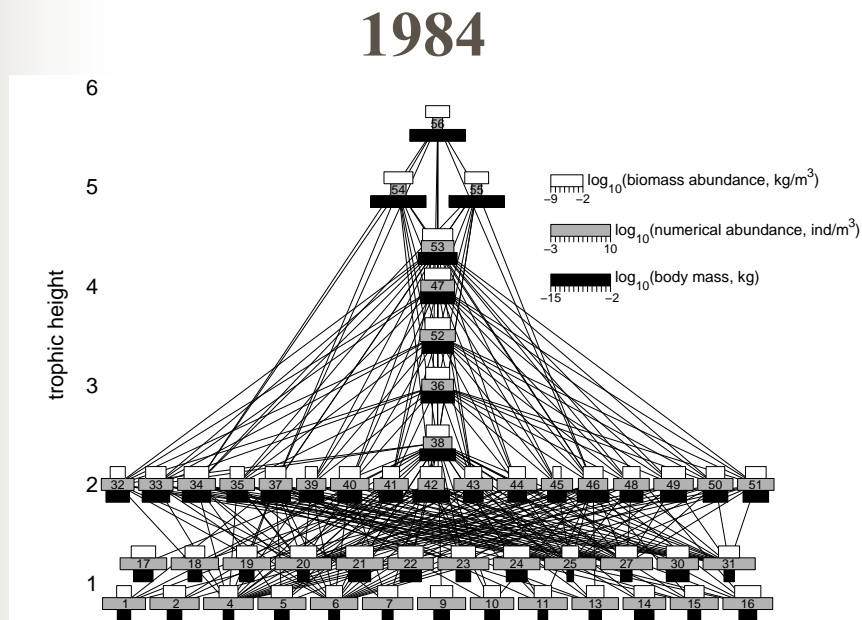 1984
6
56
5
54 55
log10(biomass abundance, kg/m3)
−9 −2
log10(numerical abundance, ind/m3)
−3 10
log10(body mass, kg)
−15 −2
53
4
47
trophic height
52
3
36
38
2
32 33 34 35 37 39 40 41 42 43 44 45 46 48 49 50 51
17 18 19 20 21 22 23 24 25 27 30 31
1
1 2 4 5 6 7 9 10 11 13 14 15 16